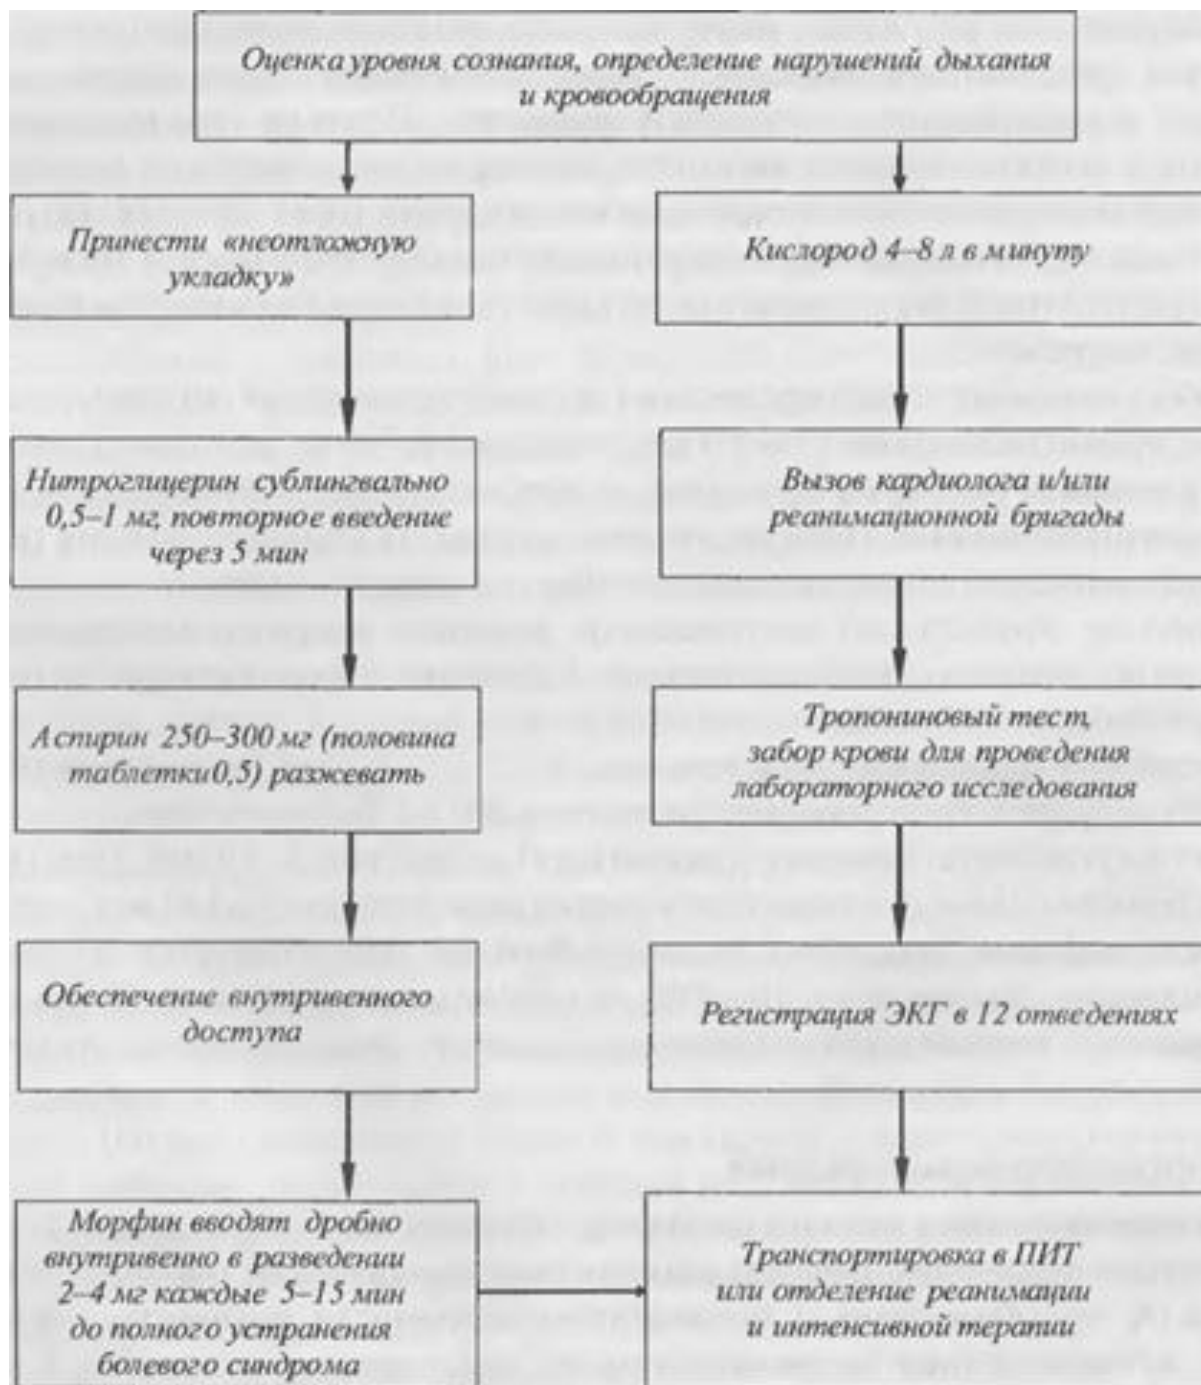 Оценка уровня сознания, определение нарушений дыхания
и кровообращения
Принести «неотложную
укладку»
Кислород 4–8 л в минуту
Нитроглицерин сублингвально
0,5–1 мг, повторное введение
через 5 мин
Вызов кардиолога и/или
реанимационной бригады
Аспирин 250–300 мг (половина
таблетки 0,5) разжевать
Тропониновый тест,
забор крови для проведения
лабораторного исследования
Обеспечение внутривенного
доступа
Регистрация ЭКГ в 12 отведениях
Морфин вводят дробно
внутривенно в разведении
2–4 мг каждые 5–15 мин
до полного устранения
болевого синдрома
Транспортировка в ПИТ
или отделение реанимации
и интенсивной терапии